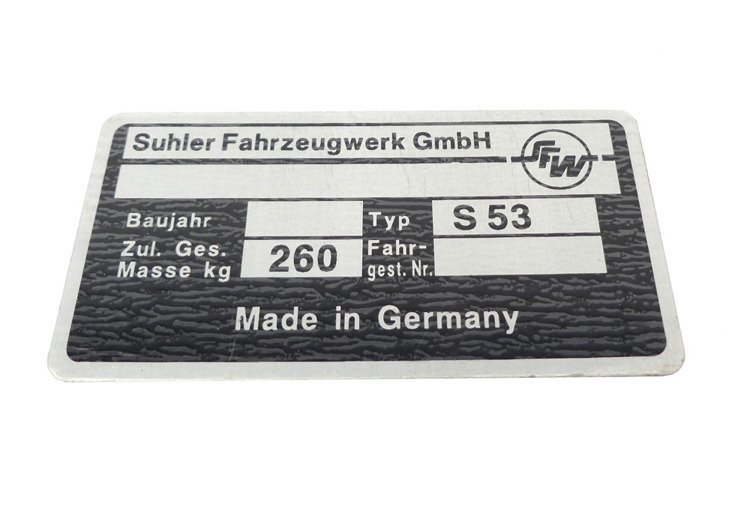 Suhler Fahrzeugwerk GmbH
SFW
Baujahr
Typ
S 53
Zul. Ges.
Masse kg
260
Fahr-
gest. Nr.
Made in Germany